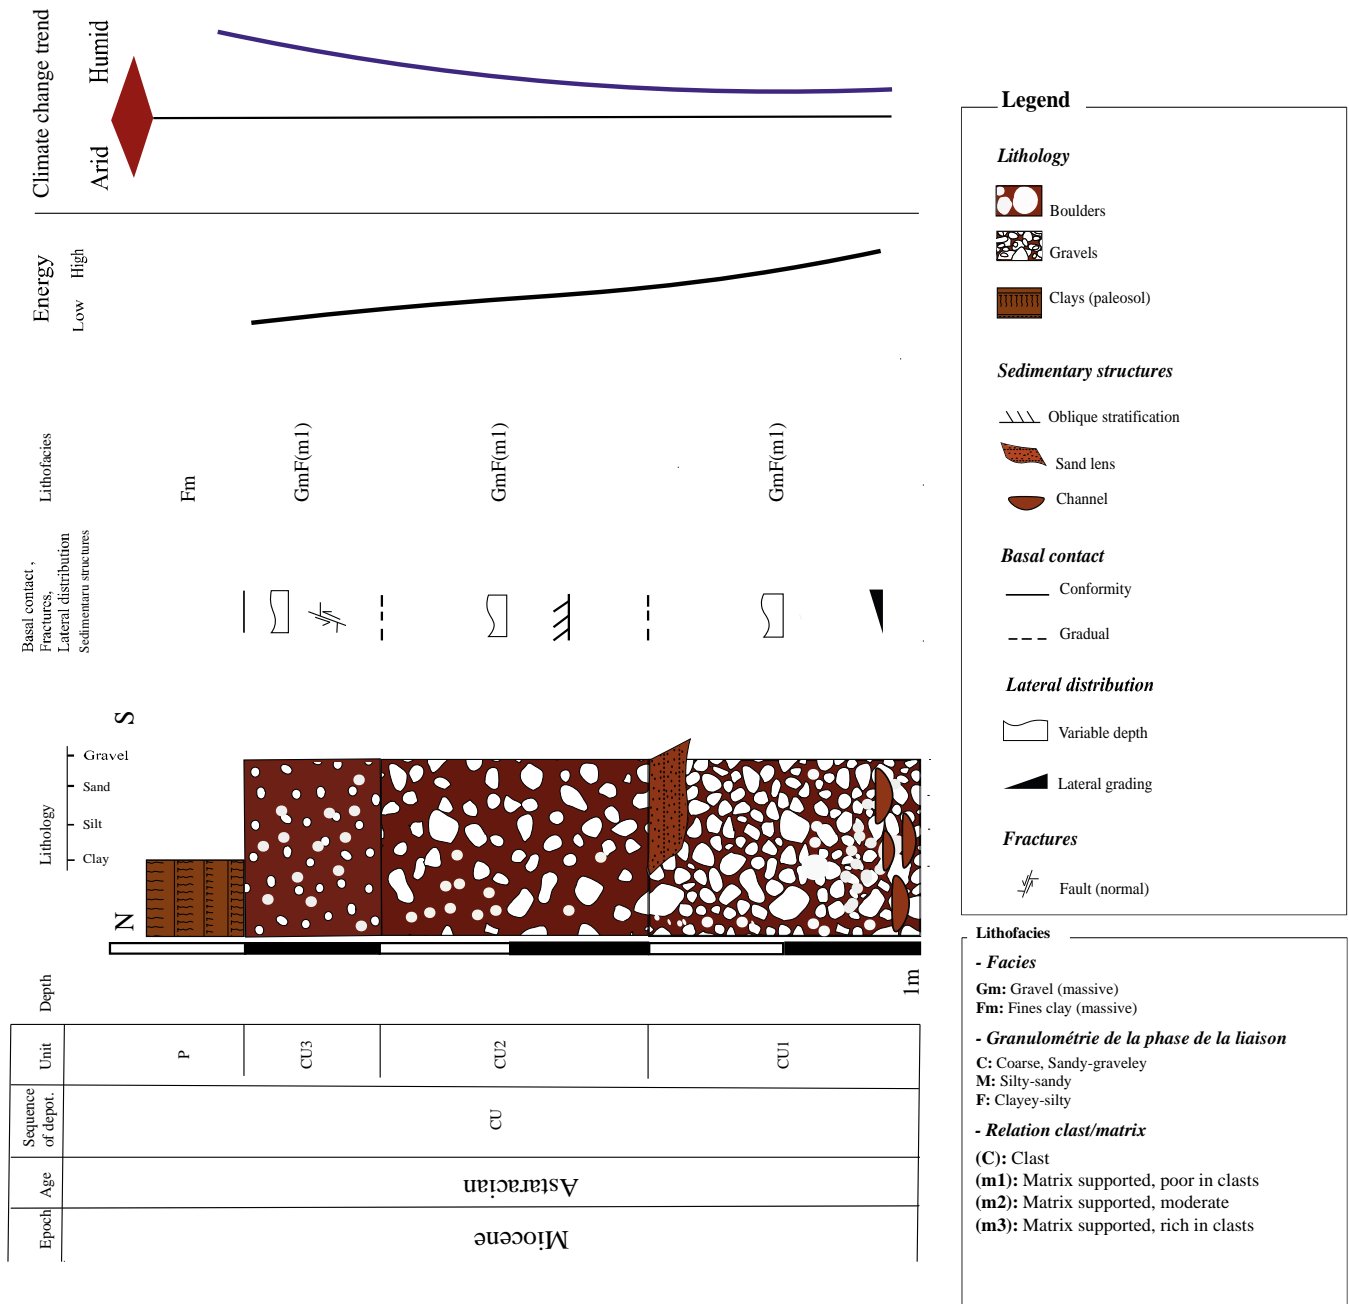 Climate change trend
Humid
Arid
Energy
High
Low
Lithofacies
Fm
GmF(m1)
GmF(m1)
GmF(m1)
Basal contact ,
Fractures,
Lateral distribution
Sedimentaru structures
S
N
Lithology
Gravel
Sand
Silt
Clay
Depth
1m
Unit
P
CU3
CU2
CU1
Sequence
of depot.
CU
Age
Astaracian
Epoch
Miocene
Legend
Lithology
Boulders
Gravels
Clays (paleosol)
Sedimentary structures
Oblique stratification
Sand lens
Channel
Basal contact
Conformity
Gradual
Lateral distribution
Variable depth
Lateral grading
Fractures
Fault (normal)
Lithofacies
- Facies
Gm: Gravel (massive)
Fm: Fines clay (massive)
- Granulométrie de la phase de la liaison
C: Coarse, Sandy-graveley
M: Silty-sandy
F: Clayey-silty
- Relation clast/matrix
(C): Clast
(m1): Matrix supported, poor in clasts
(m2): Matrix supported, moderate
(m3): Matrix supported, rich in clasts